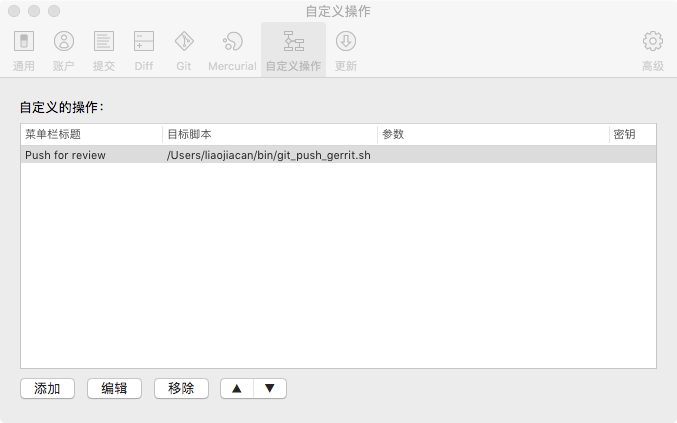 自定义操作
通用 账户 提交 Diff Git Mercurial 自定义操作 更新 高级
自定义的操作：
菜单栏标题 目标脚本 参数 密钥
Push for review /Users/liaojiacan/bin/git_push_gerrit.sh
添加 编辑 移除